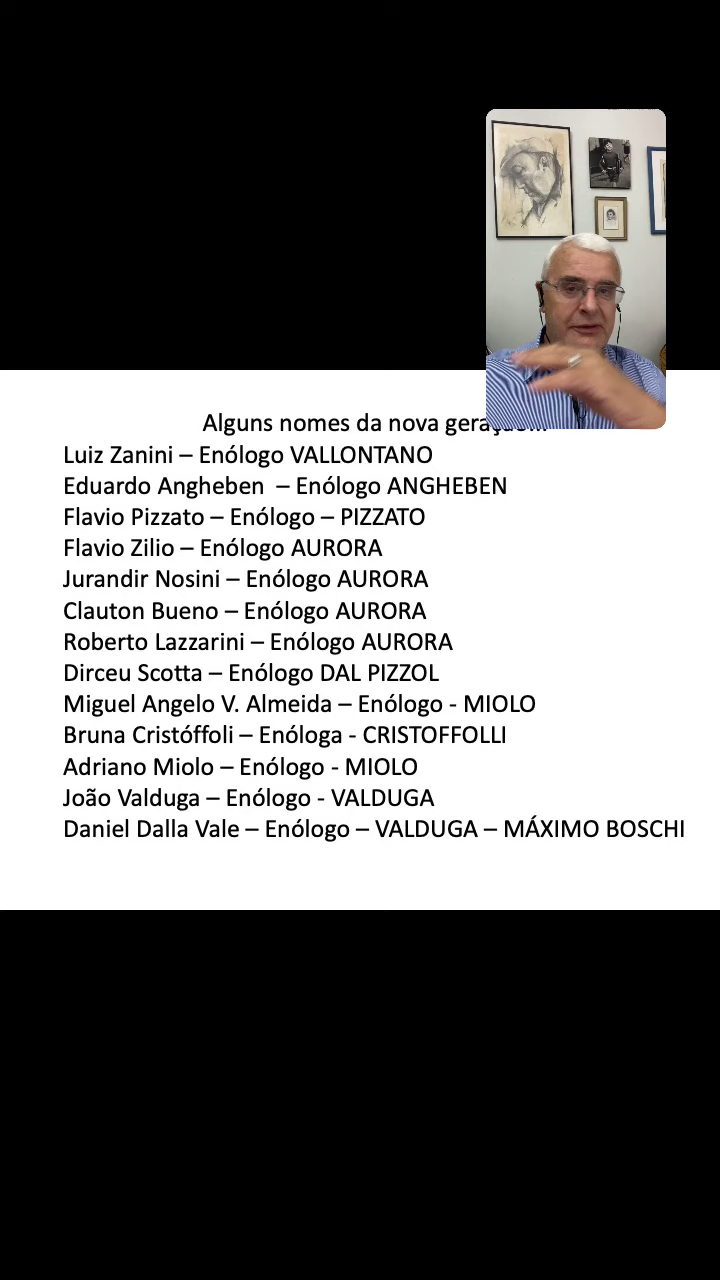 Alguns nomes da nova
Luiz Zanini – Enólogo VALLONTANO
Eduardo Angheben – Enólogo ANGHEBEN
Flavio Pizzato – Enólogo – PIZZATO
Flavio Zilio – Enólogo AURORA
Jurandir Nosini – Enólogo AURORA
Clauton Bueno – Enólogo AURORA
Roberto Lazzarini – Enólogo AURORA
Dirceu Scotta – Enólogo DAL PIZZOL
Miguel Angelo V. Almeida – Enólogo - MIOLO
Bruna Cristóffoli – Enóloga - CRISTOFFOLLI
Adriano Miolo – Enólogo - MIOLO
João Valduga – Enólogo - VALDUGA
Daniel Dalla Vale – Enólogo – VALDUGA – MÁXIMO BOSCHI